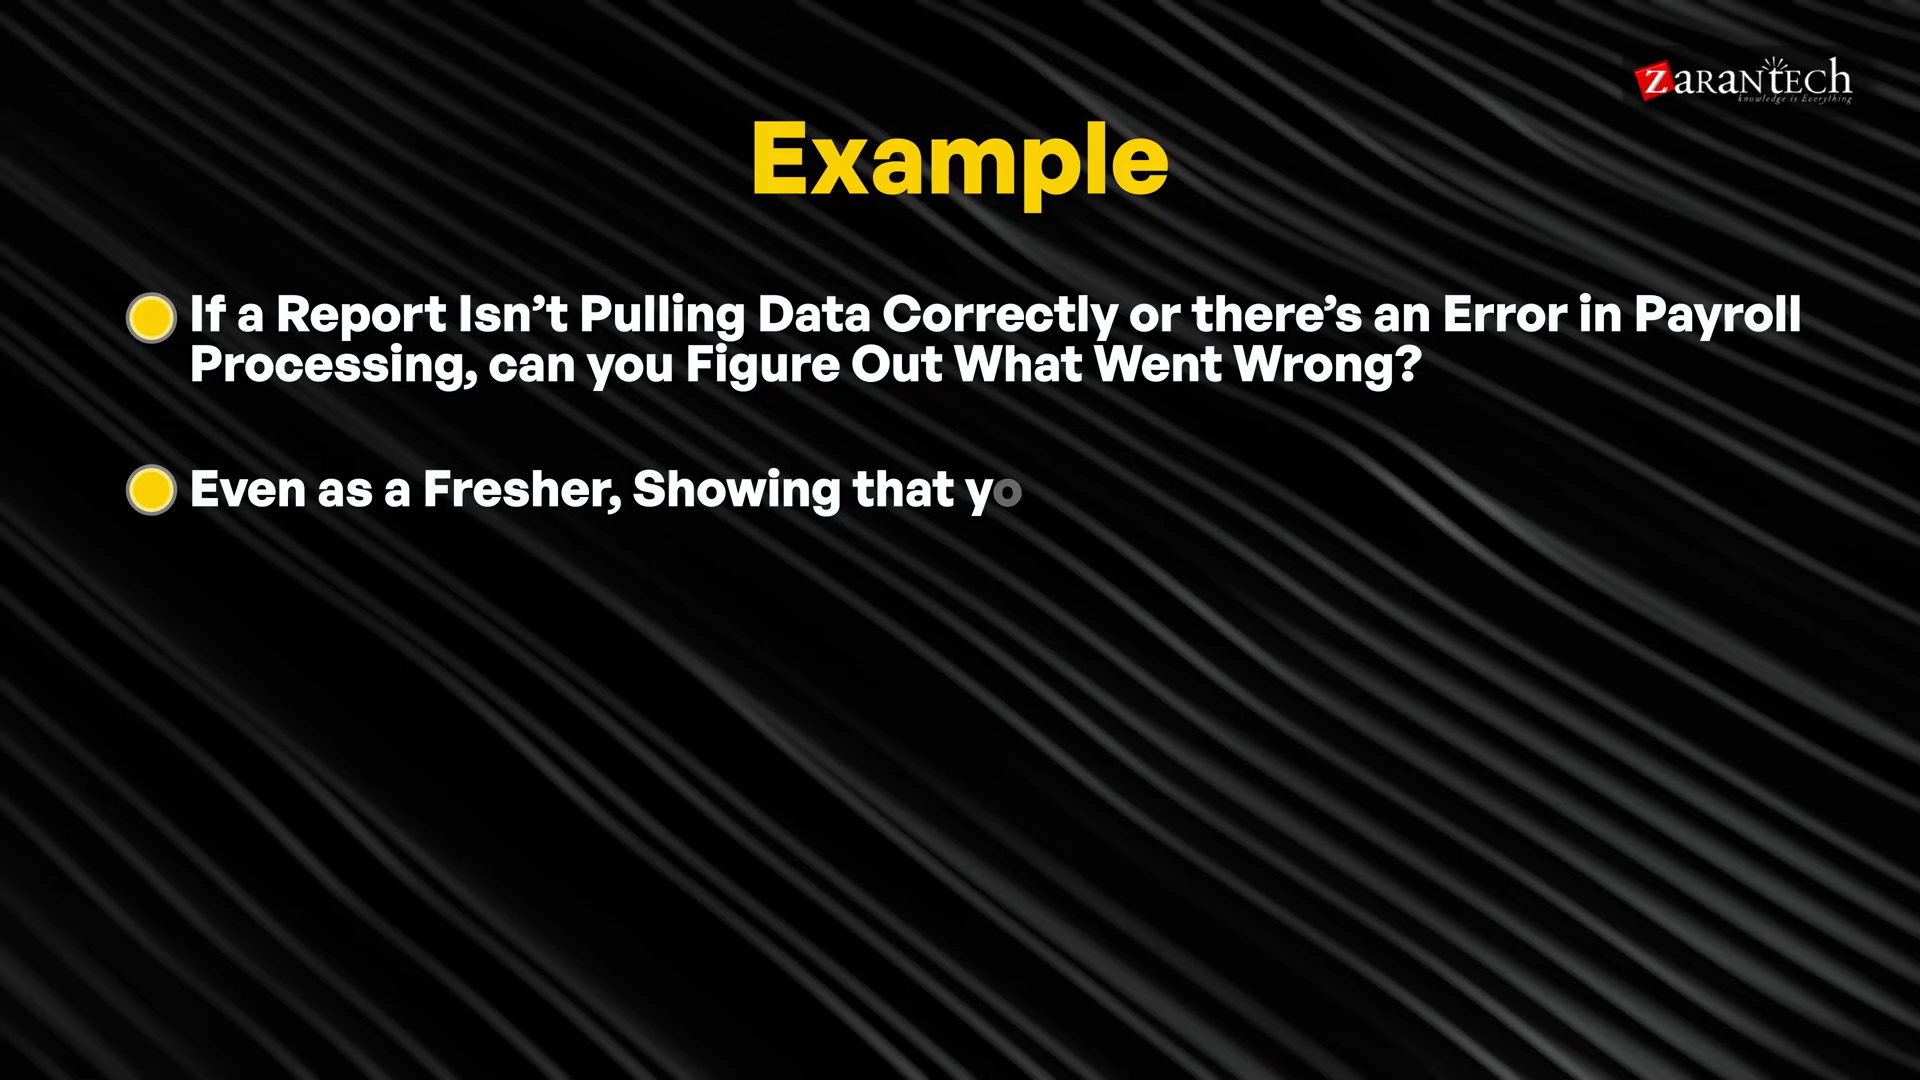 ZARANTECH
knowledge is Everything
Example
If a Report Isn’t Pulling Data Correctly or there’s an Error in Payroll
Processing, can you Figure Out What Went Wrong?
Even as a Fresher, Showing that yo